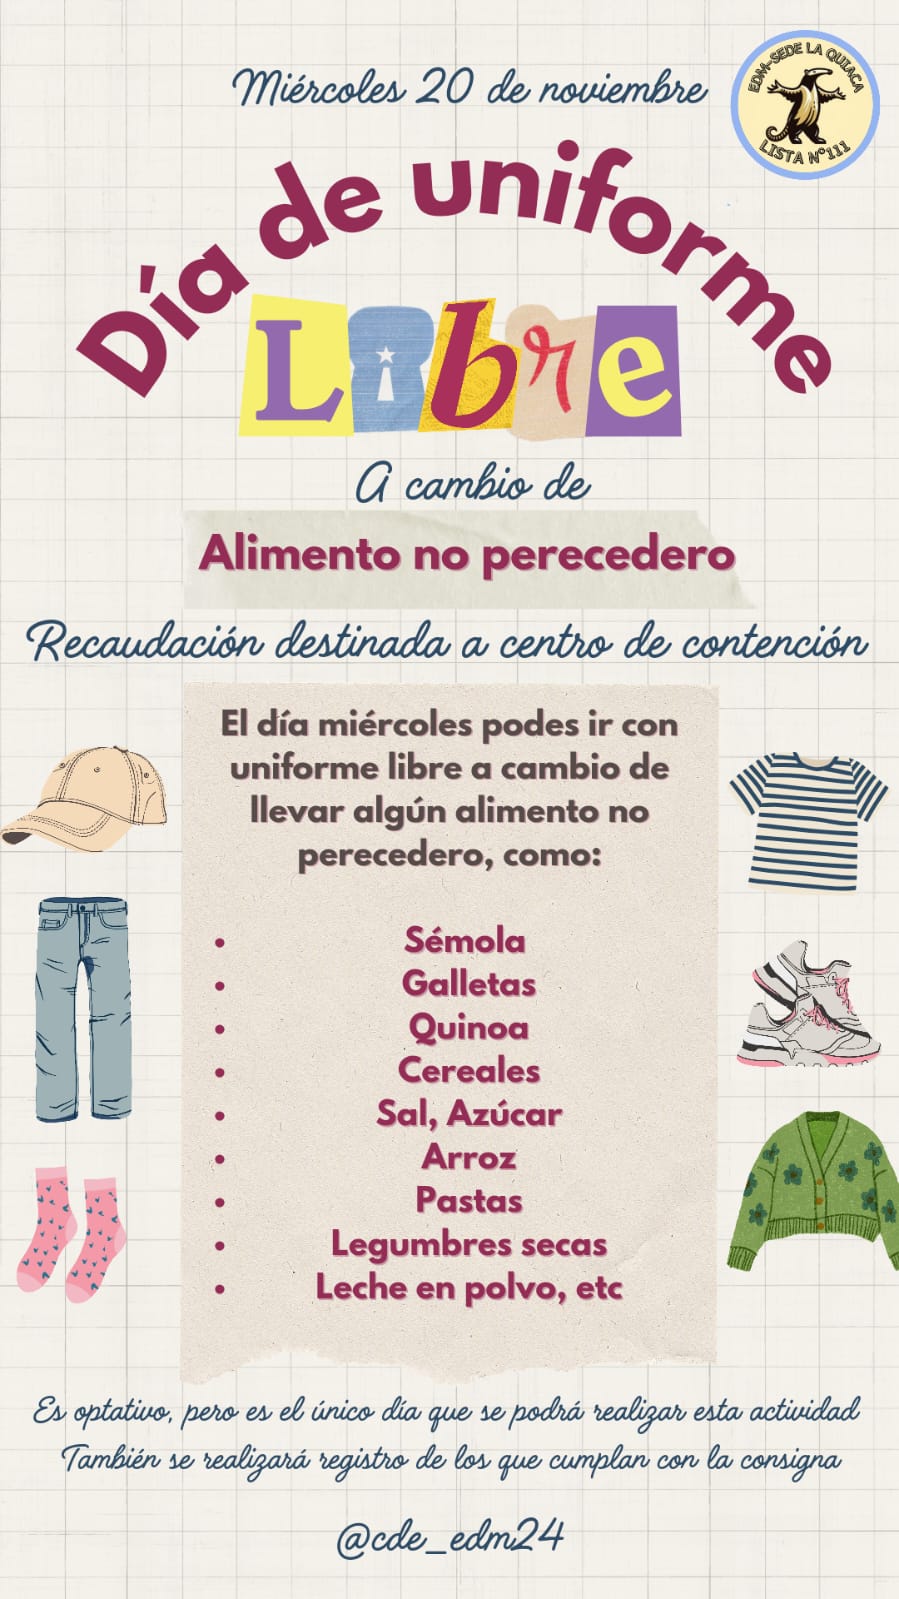 Miércoles 20 de noviembre
EDM-SEDE LA QUIACA
LISTA N°111
Día de uniforme
Libre
A cambio de
Alimento no perecedero
Recaudación destinada a centro de contención
El día miércoles podes ir con
uniforme libre a cambio de
llevar algún alimento no
perecedero, como:
• Sémola
• Galletas
• Quinoa
• Cereales
• Sal, Azúcar
• Arroz
• Pastas
• Legumbres secas
• Leche en polvo, etc
Es optativo, pero es el único día que se podrá realizar esta actividad
También se realizará registro de los que cumplan con la consigna
@cde_edm24